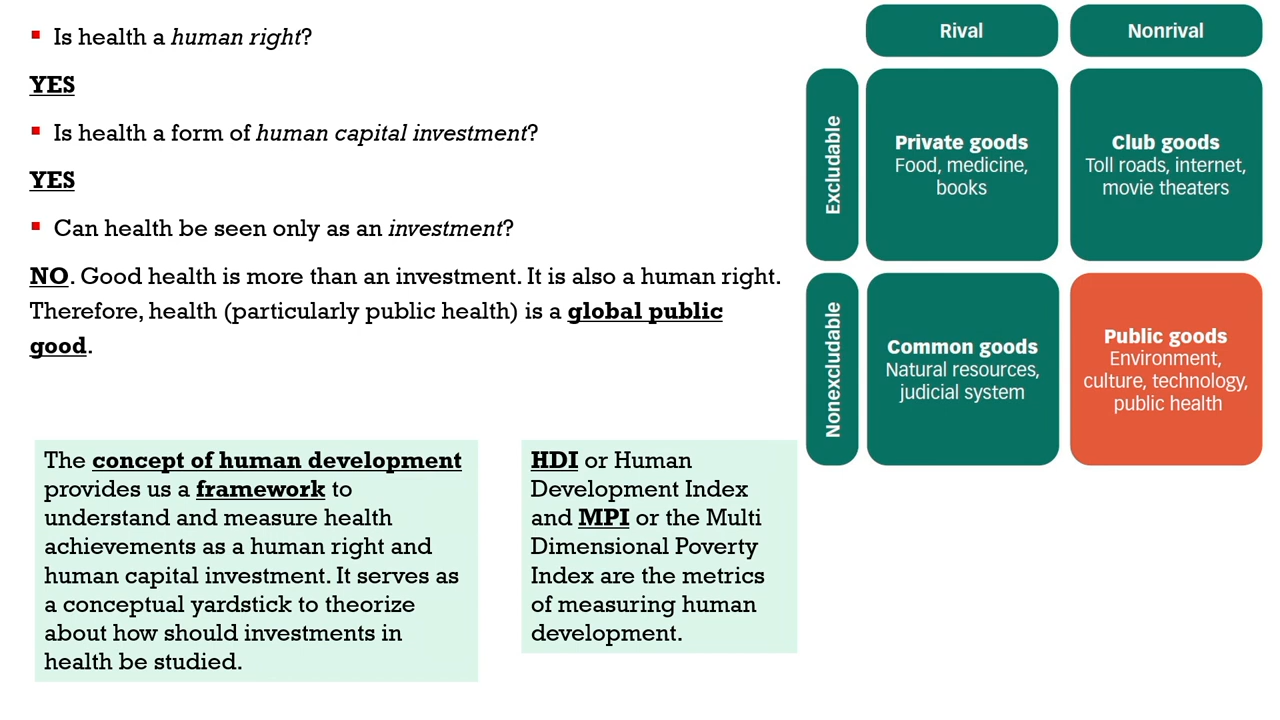 ▪ Is health a human right?
YES
▪ Is health a form of human capital investment?
YES
▪ Can health be seen only as an investment?
NO. Good health is more than an investment. It is also a human right.
Therefore, health (particularly public health) is a global public
good.
The concept of human development
provides us a framework to
understand and measure health
achievements as a human right and
human capital investment. It serves as
a conceptual yardstick to theorize
about how should investments in
health be studied.
HDI or Human
Development Index
and MPI or the Multi
Dimensional Poverty
Index are the metrics
of measuring human
development.
Rival
Nonrival
Excludable
Private goods
Food, medicine,
books
Club goods
Toll roads, internet,
movie theaters
Nonexcludable
Common goods
Natural resources,
judicial system
Public goods
Environment,
culture, technology,
public health